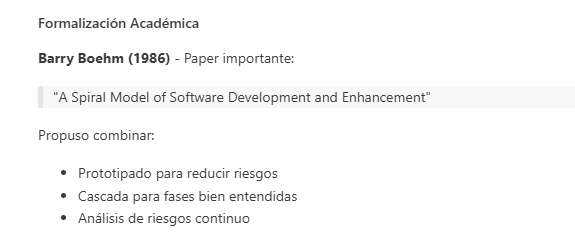 Formalización Académica
Barry Boehm (1986) - Paper importante:
"A Spiral Model of Software Development and Enhancement"
Propuso combinar:
• Prototipado para reducir riesgos
• Cascada para fases bien entendidas
• Análisis de riesgos continuo